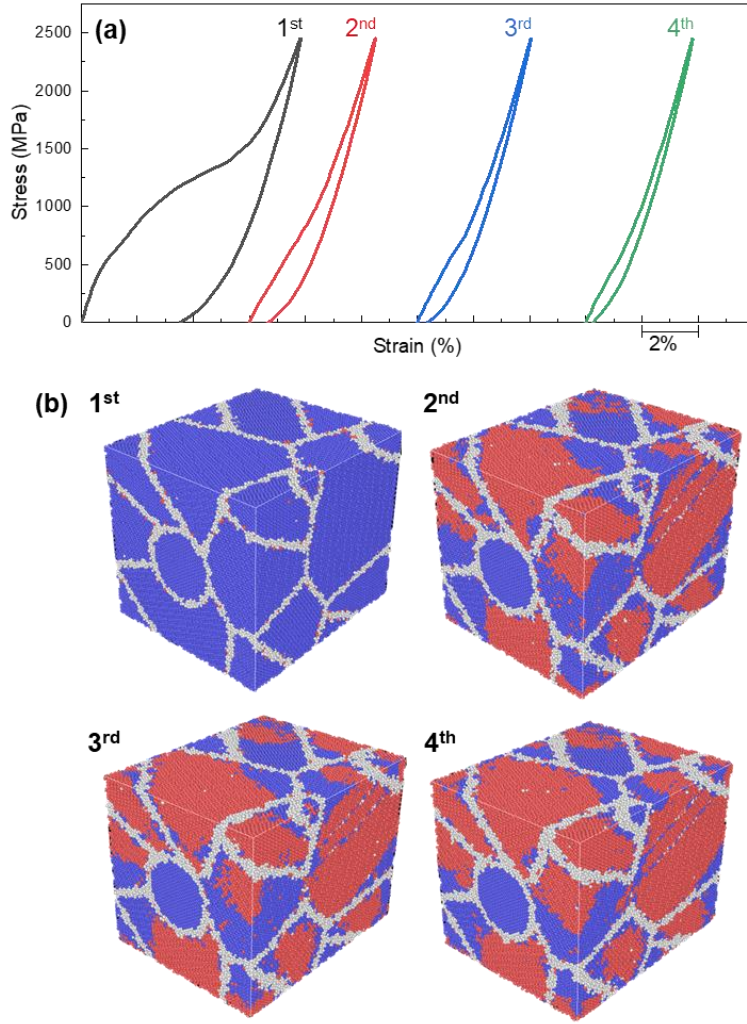 (a)
1st
2nd
3rd
4th
2500
2000
1500
1000
500
0
Stress (MPa)
Strain (%)
2%
(b)
1st
2nd
3rd
4th